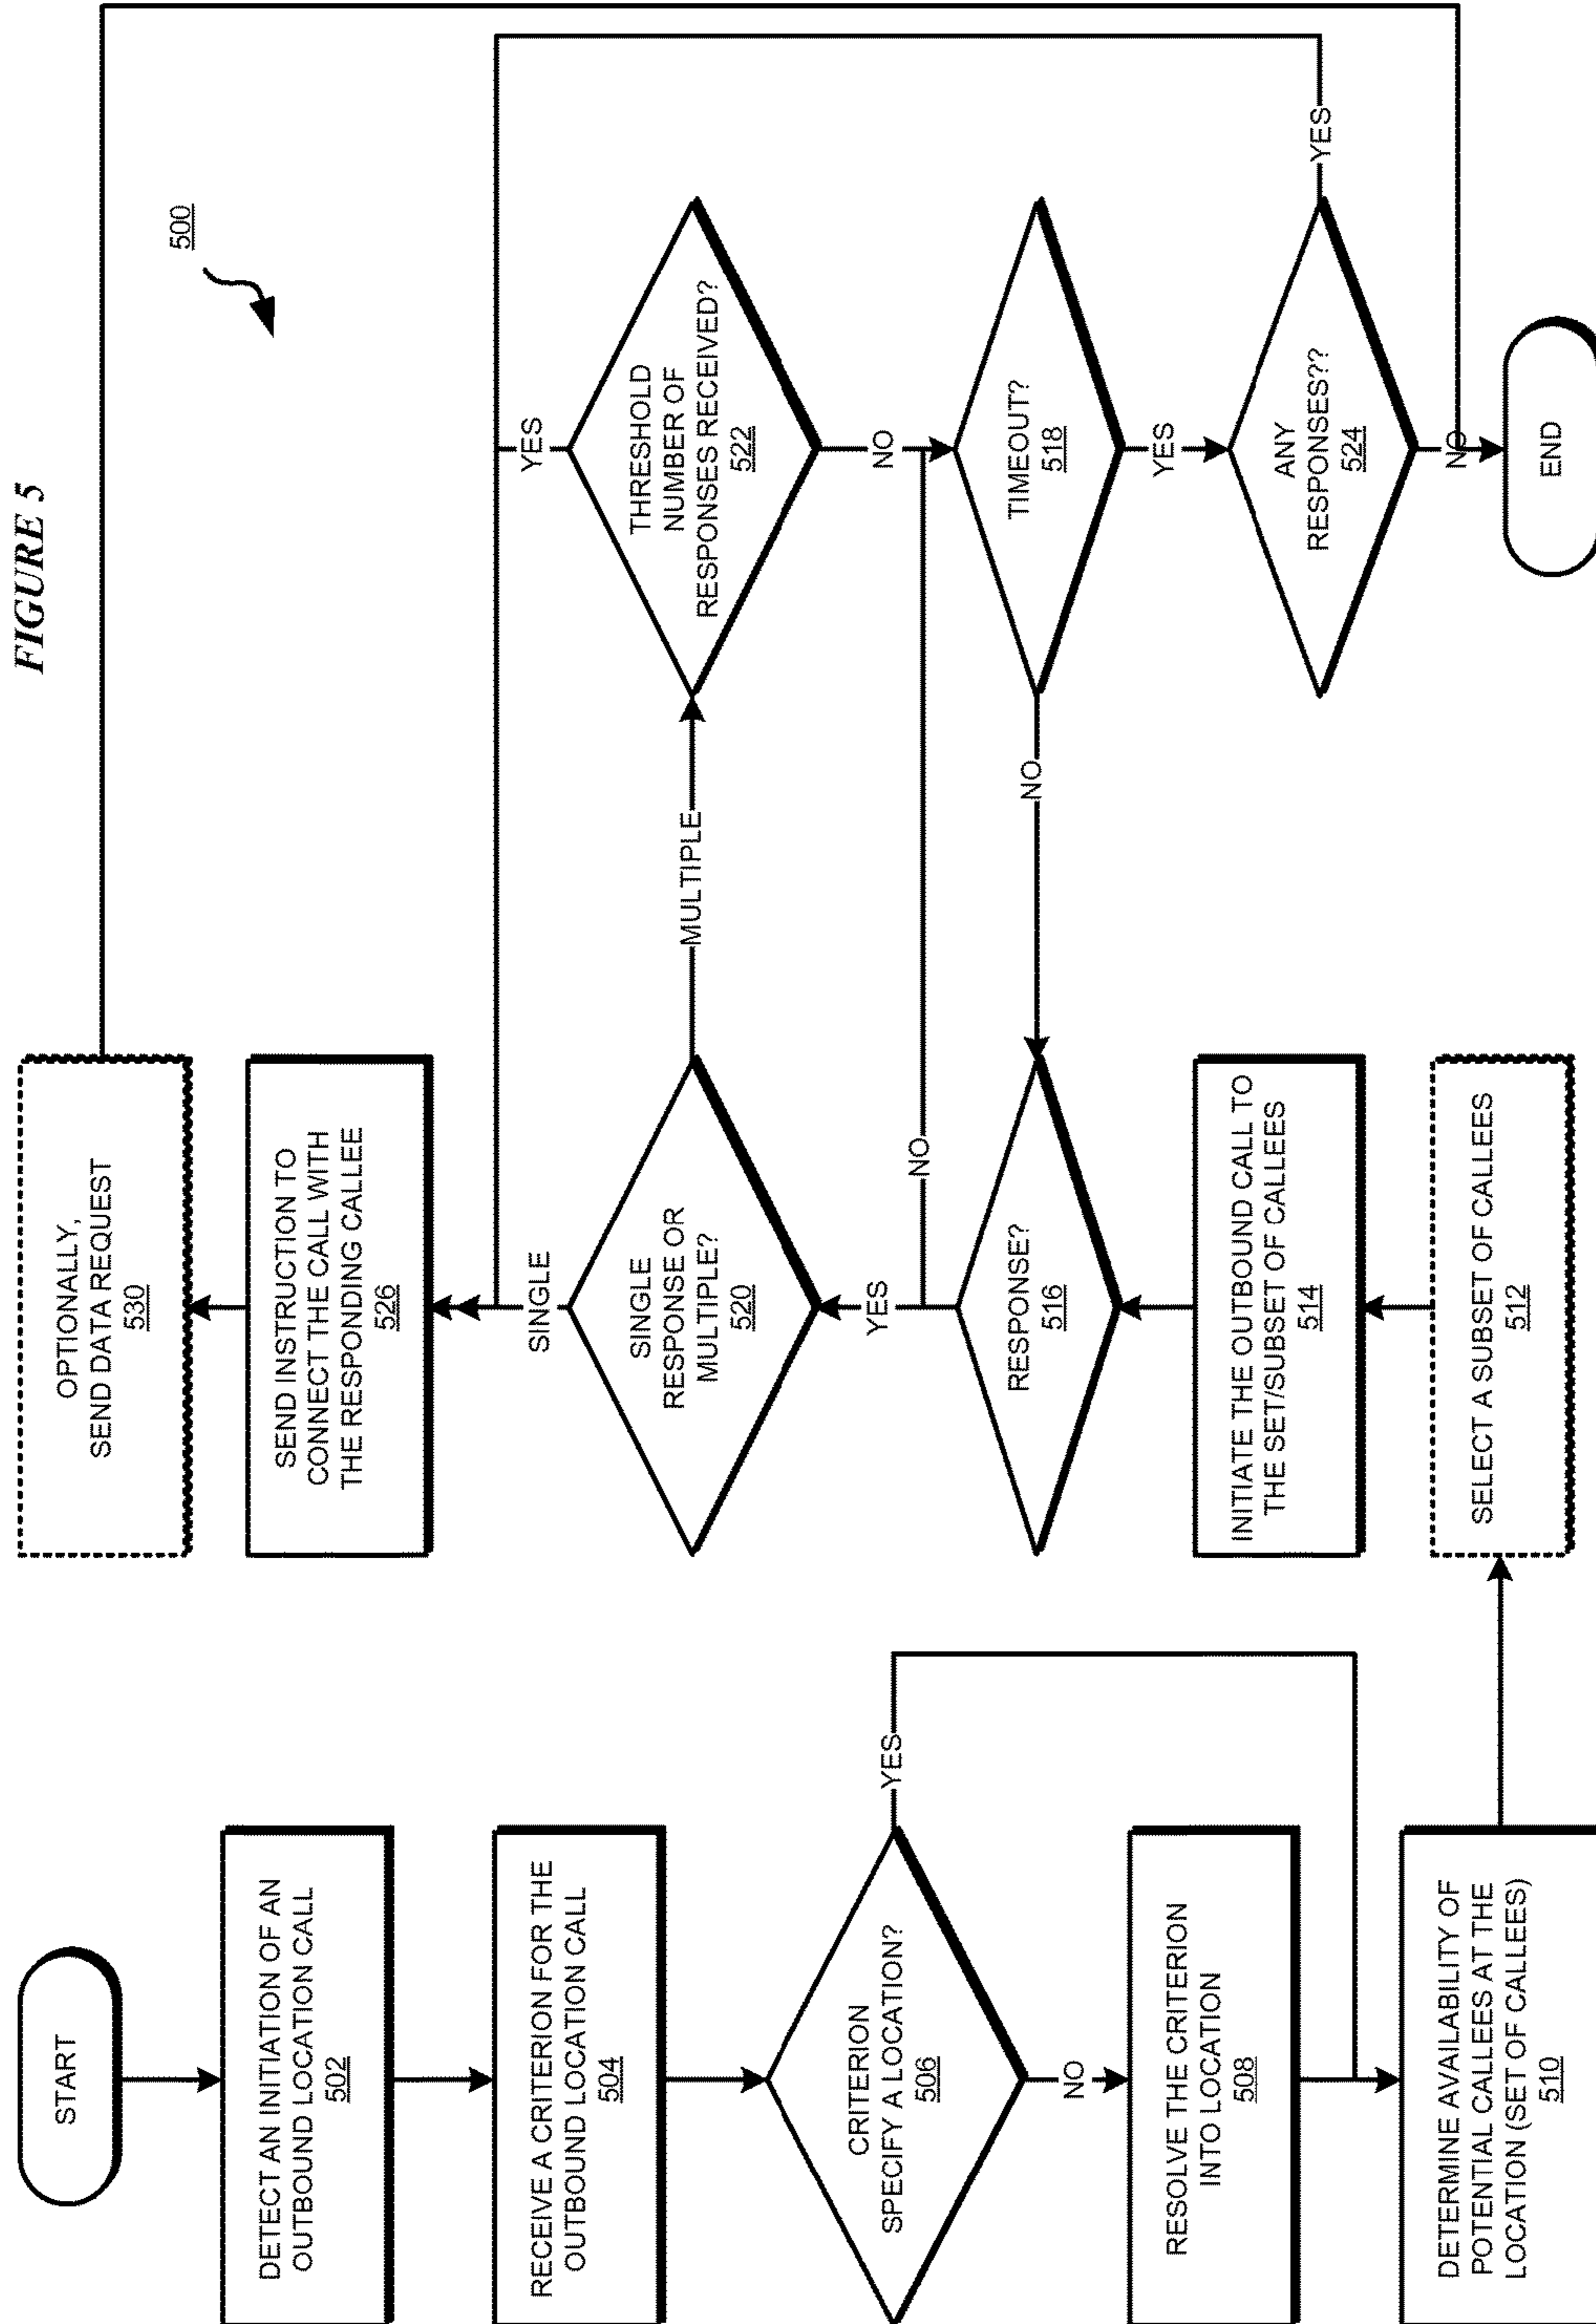 FIGURE 5
500
START
DETECT AN INITIATION OF AN
OUTBOUND LOCATION CALL
502
RECEIVE A CRITERION FOR THE
OUTBOUND LOCATION CALL
504
CRITERION
SPECIFY A LOCATION?
506
YES
NO
RESOLVE THE CRITERION
INTO LOCATION
508
DETERMINE AVAILABILITY OF
POTENTIAL CALLEES AT THE
LOCATION (SET OF CALLEES)
510
OPTIONALLY,
SEND DATA REQUEST
530
SEND INSTRUCTION TO
CONNECT THE CALL WITH
THE RESPONDING CALLEE
526
SINGLE
SINGLE
RESPONSE OR
MULTIPLE?
520
MULTIPLE
YES
NO
RESPONSE?
516
INITIATE THE OUTBOUND CALL TO
THE SET/SUBSET OF CALLEES
514
SELECT A SUBSET OF CALLEES
512
YES
THRESHOLD
NUMBER OF
RESPONSES RECEIVED?
522
NO
TIMEOUT?
518
NO
YES
ANY
RESPONSES??
524
YES
NO
END